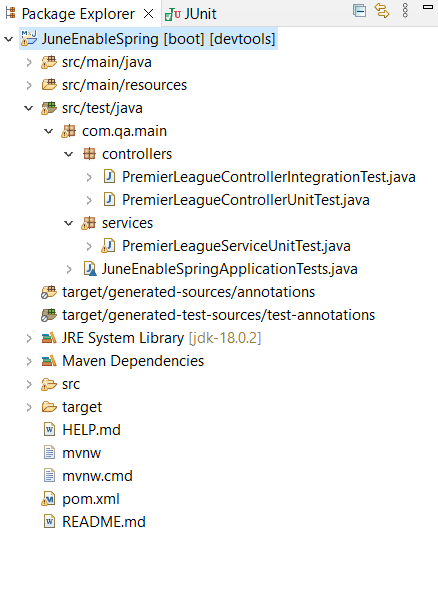 Package Explorer JUnit
JuneEnableSpring [boot] [devtools]
src/main/java
src/main/resources
src/test/java
com.qa.main
controllers
PremierLeagueControllerIntegrationTest.java
PremierLeagueControllerUnitTest.java
services
PremierLeagueServiceUnitTest.java
JuneEnableSpringApplicationTests.java
target/generated-sources/annotations
target/generated-test-sources/test-annotations
JRE System Library [jdk-18.0.2]
Maven Dependencies
src
target
HELP.md
mvnw
mvnw.cmd
pom.xml
README.md